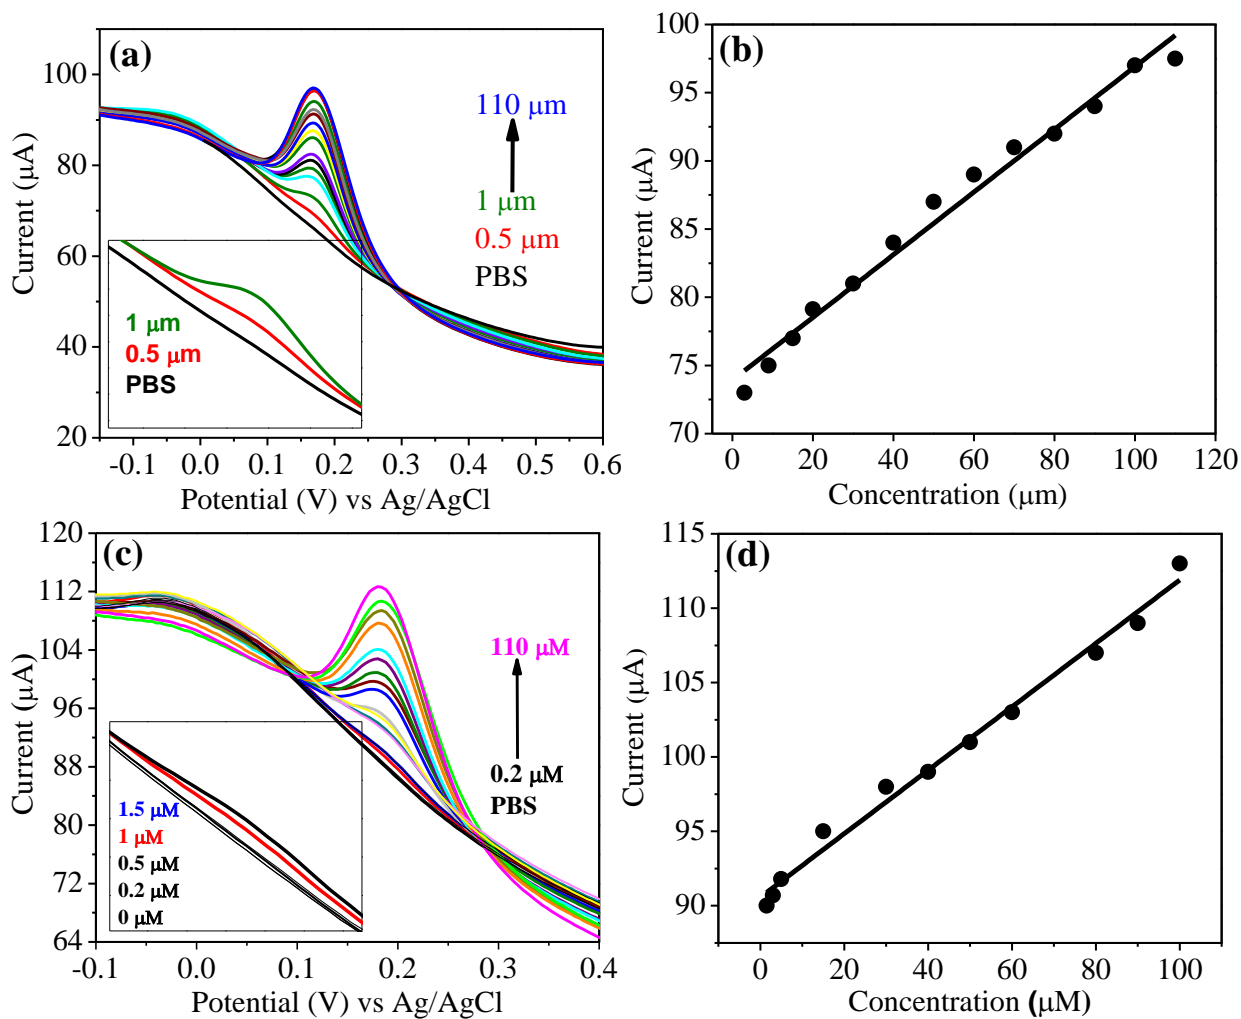 (a)
110 μm
1 μm
0.5 μm
PBS
1 μm
0.5 μm
PBS
100
80
60
40
20
-0.1 0.0 0.1 0.2 0.3 0.4 0.5 0.6
Current (μA)
Potential (V) vs Ag/AgCl
(b)
100
95
90
85
80
75
70
0 20 40 60 80 100 120
Current (μA)
Concentration (μm)
(c)
110 μM
0.2 μM
PBS
1.5 μM
1 μM
0.5 μM
0.2 μM
0 μM
120
112
104
96
88
80
72
64
-0.1 0.0 0.1 0.2 0.3 0.4
Current (μA)
Potential (V) vs Ag/AgCl
(d)
115
110
105
100
95
90
0 20 40 60 80 100
Current (μA)
Concentration (μM)